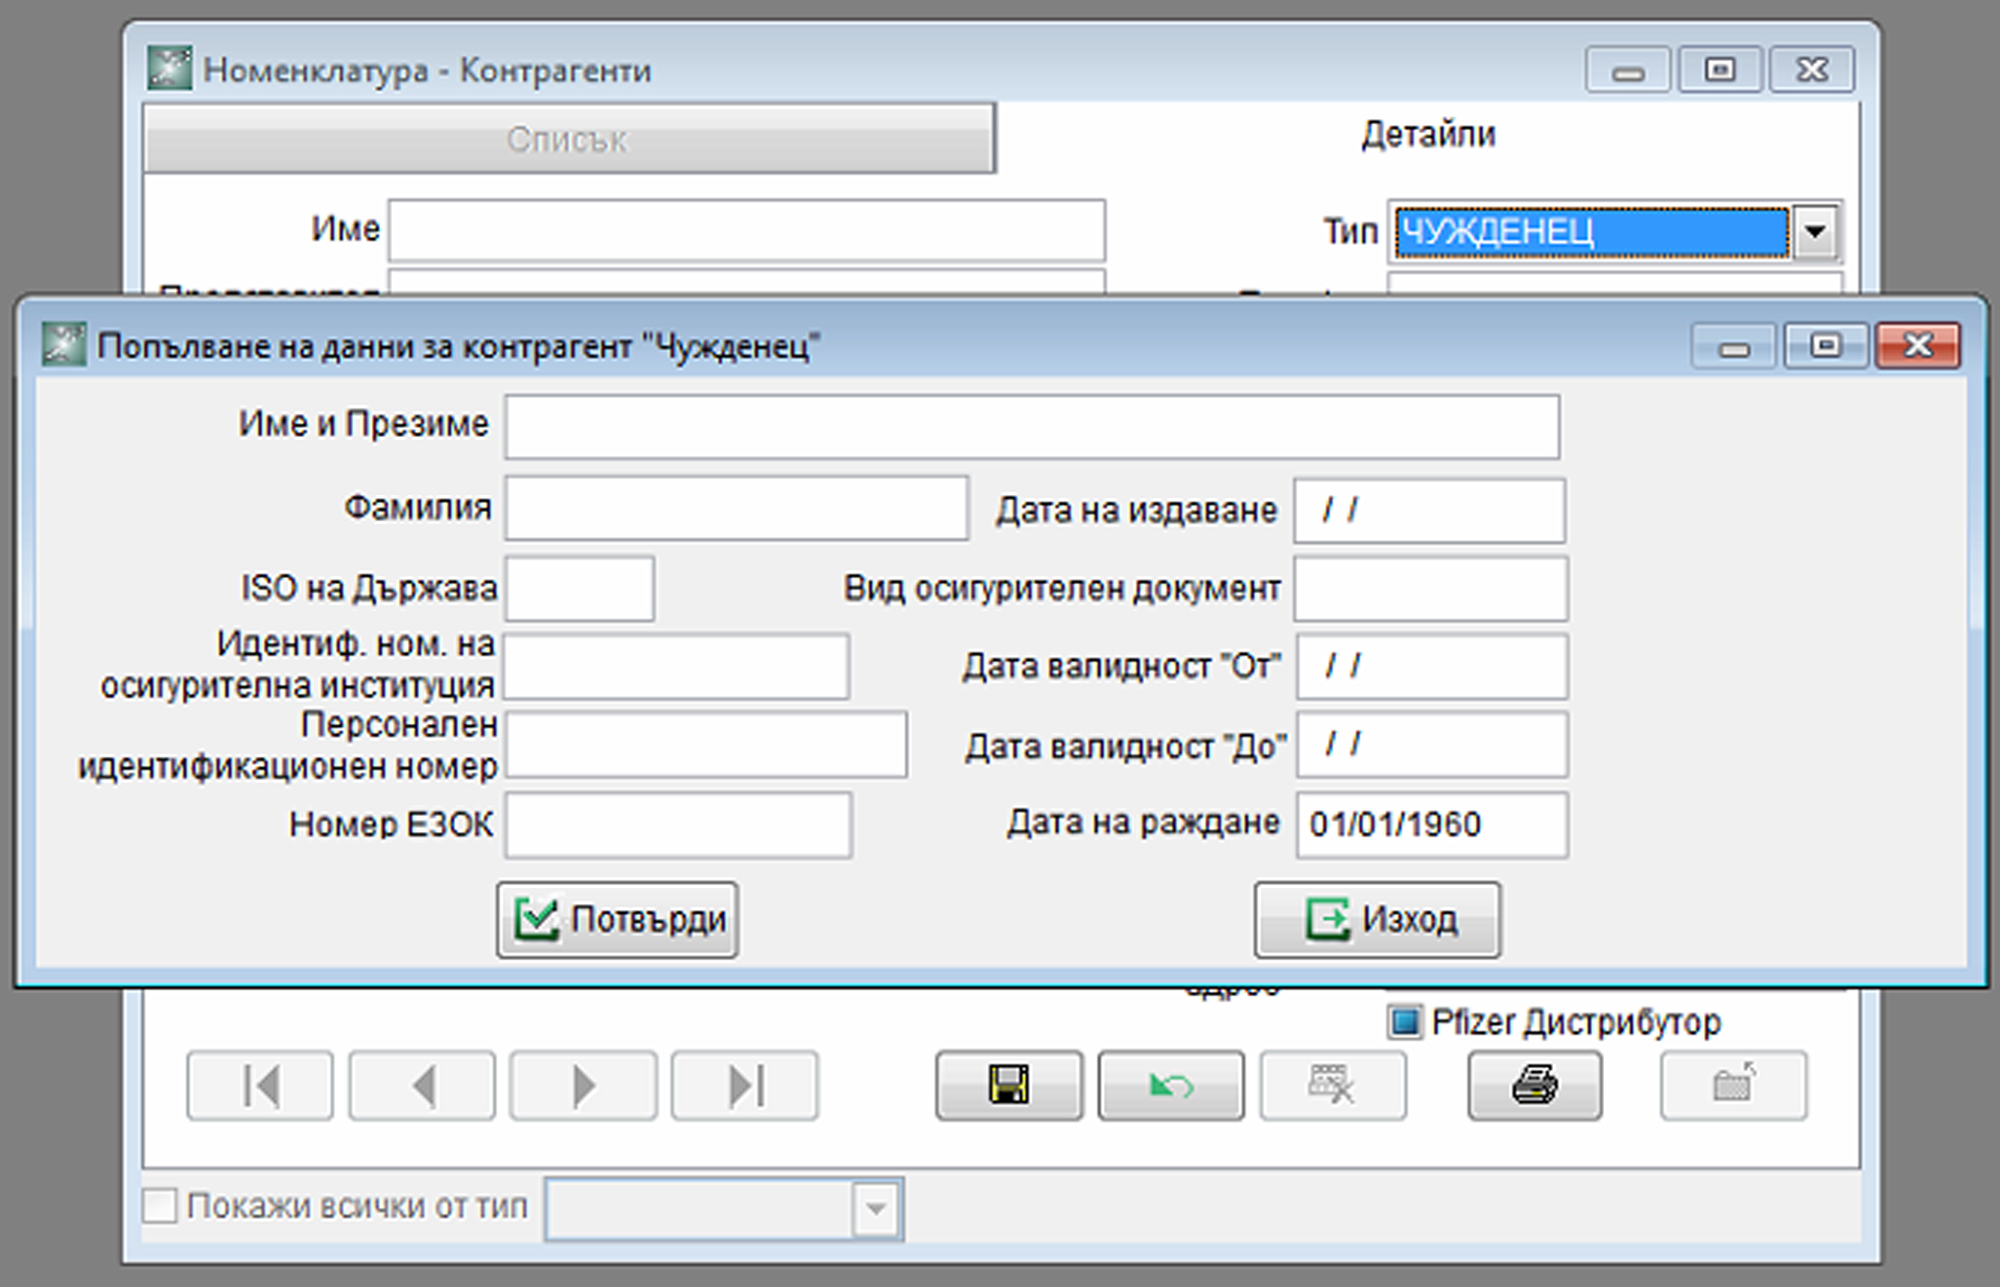 Номенклатура - Контрагенти
Списък
Детайли
Име
Тип
ЧУЖДЕНЕЦ
Попълване на данни за контрагент "Чужденец"
Име и Презиме
Фамилия
Дата на издаване
/ /
ISO на Държава
Вид осигурителен документ
Идентиф. ном. на
осигурителна институция
Дата валидност "От"
/ /
Персонален
идентификационен номер
Дата валидност "До"
/ /
Номер ЕЗОК
Дата на раждане
01/01/1960
Потвърди
Изход
Pfizer Дистрибутор
Покажи всички от тип